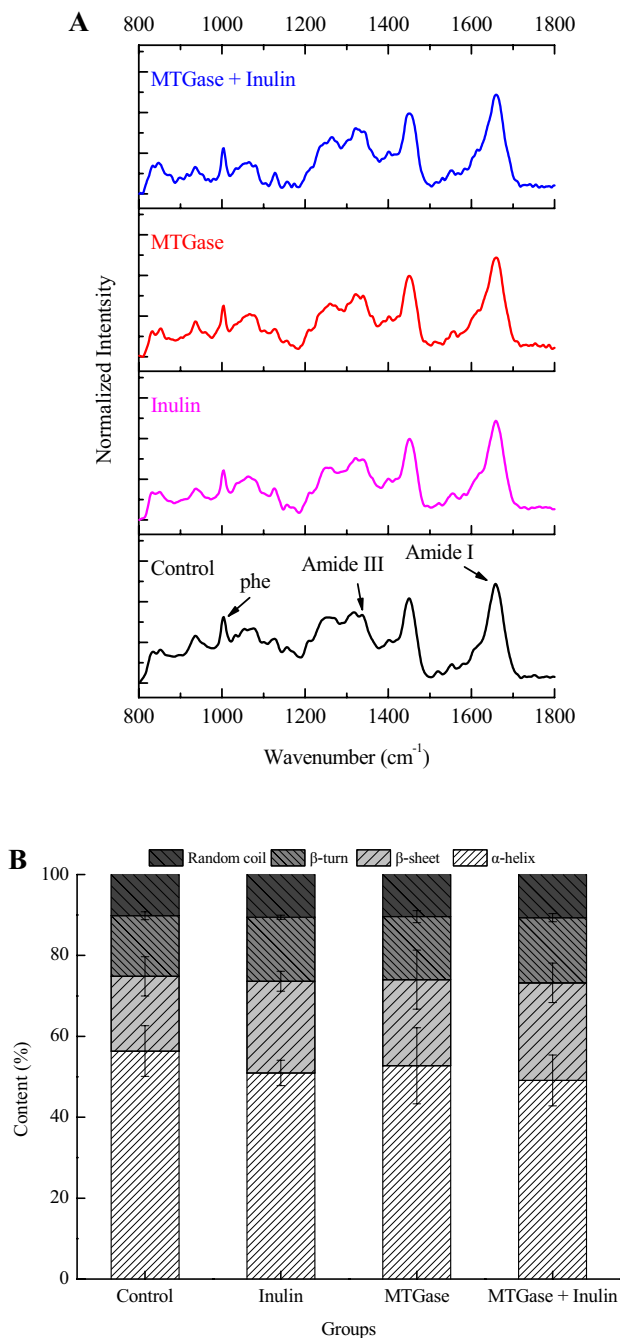 A
800 1000 1200 1400 1600 1800
MTGase + Inulin
MTGase
Inulin
Control
phe
Amide III
Amide I
Normalized Intentsity
800 1000 1200 1400 1600 1800
Wavenumber (cm⁻¹)
B
Random coil β-turn β-sheet α-helix
100
80
60
40
20
0
Content (%)
Control Inulin MTGase MTGase + Inulin
Groups